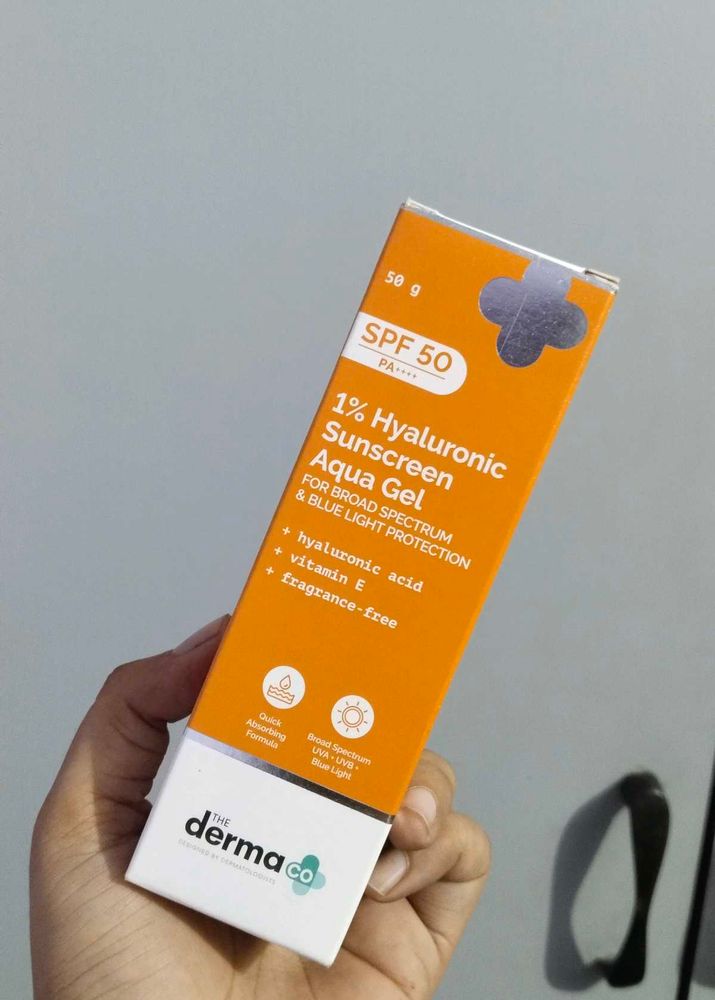 50 g
SPF 50
PA++++
1% Hyaluronic
Sunscreen
Aqua Gel
FOR BROAD SPECTRUM
& BLUE LIGHT PROTECTION
+ hyaluronic acid
+ vitamin E
+ fragrance-free
Quick
Absorbing
Formula
Broad Spectrum
UVA + UVB +
Blue Light
THE
derma co
DESIGNED BY DERMATOLOGISTS